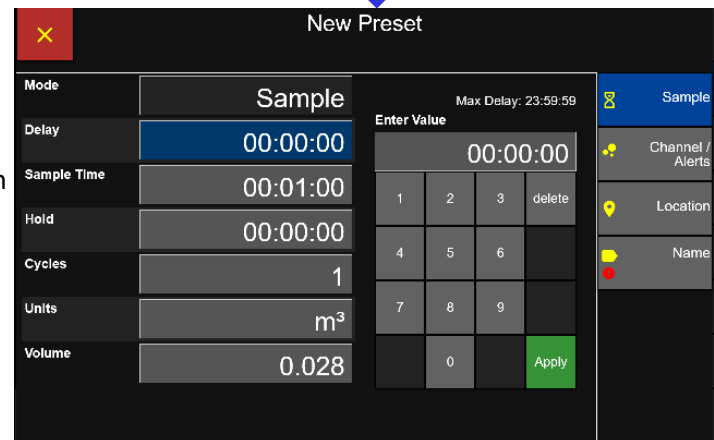 New Preset
Mode
Sample
Delay
00:00:00
Sample Time
00:01:00
Hold
00:00:00
Cycles
1
Units
m³
Volume
0.028
Max Delay: 23:59:59
Enter Value
00:00:00
1 2 3 delete
4 5 6
7 8 9
0 Apply
Sample
Channel /
Alerts
Location
Name